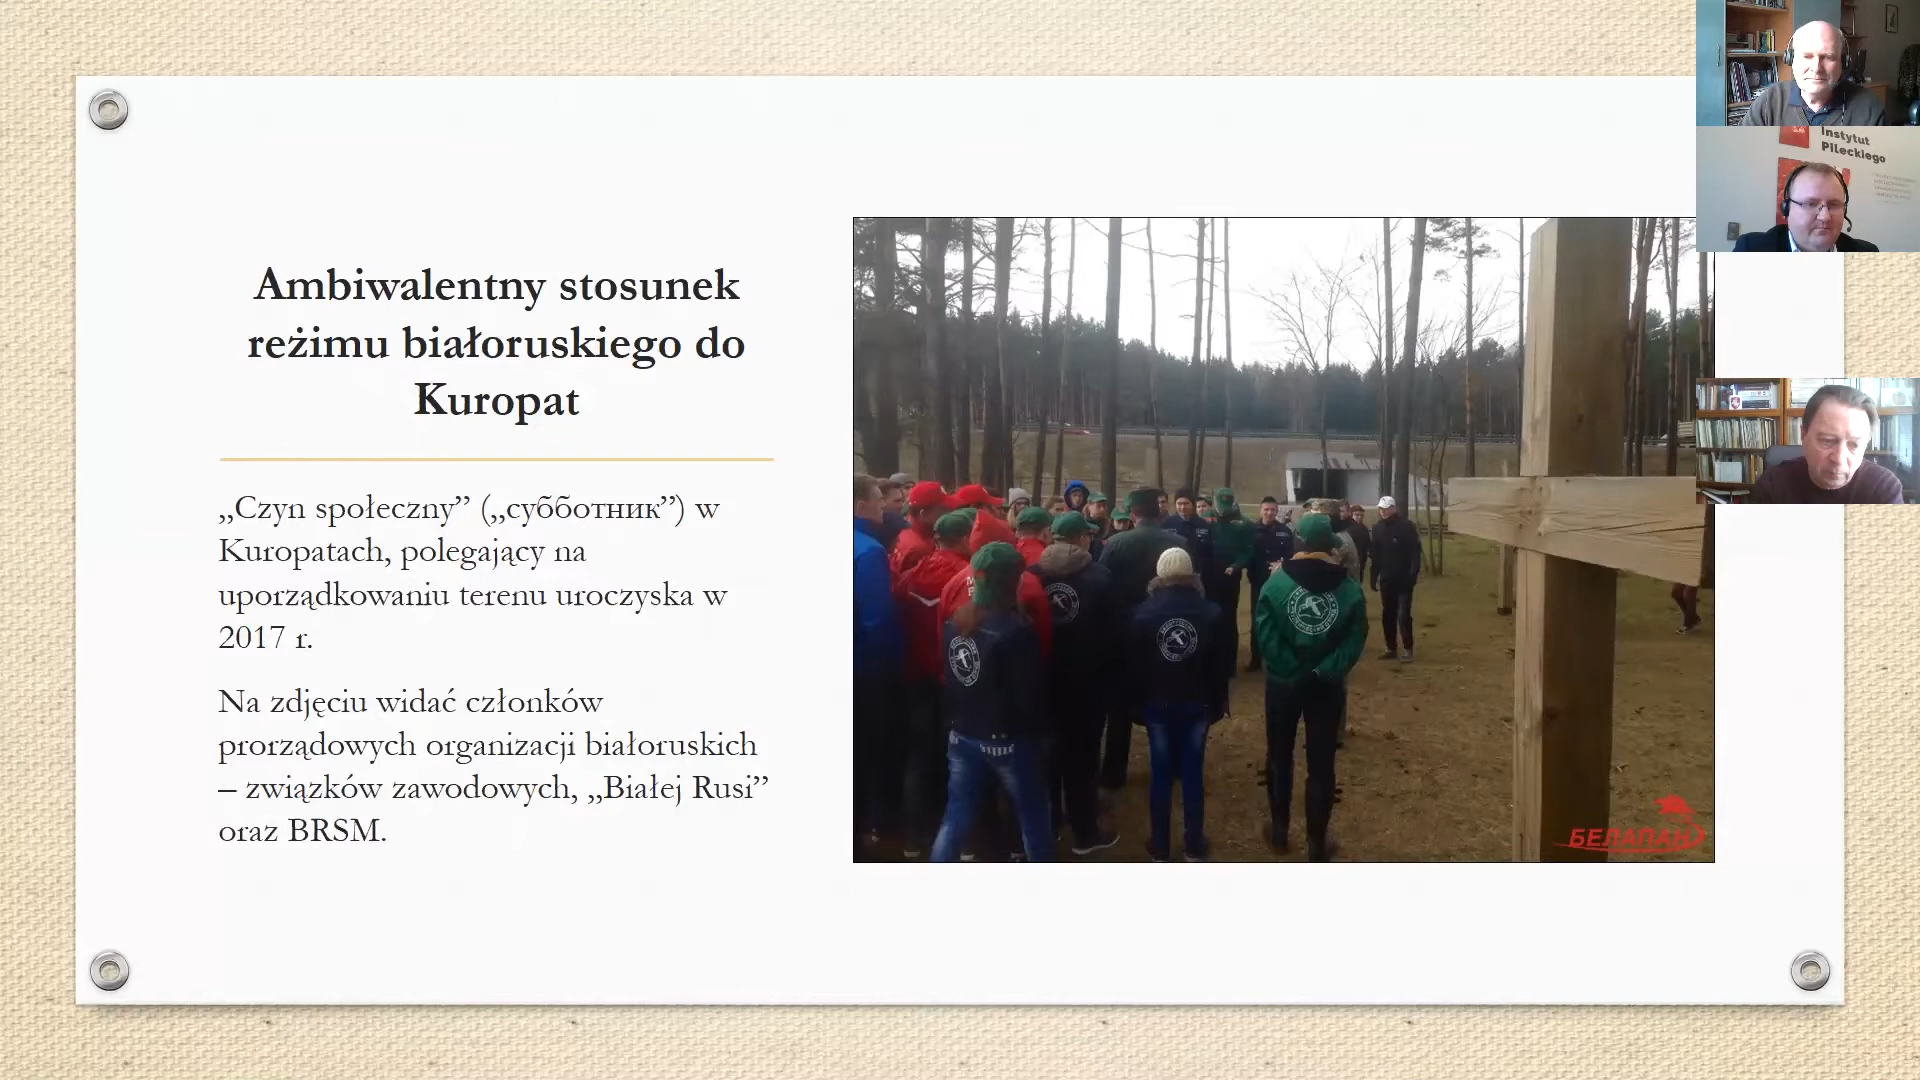 Ambiwalentny stosunek
reżimu białoruskiego do
Kuropat
„Czyn społeczny” („субботник”) w
Kuropatach, polegający na
uporządkowaniu terenu uroczyska w
2017 r.
Na zdjęciu widać członków
prorządowych organizacji białoruskich
– związków zawodowych, „Białej Rusi”
oraz BRSM.
БЕЛАПАН
Instytut
Pileckiego